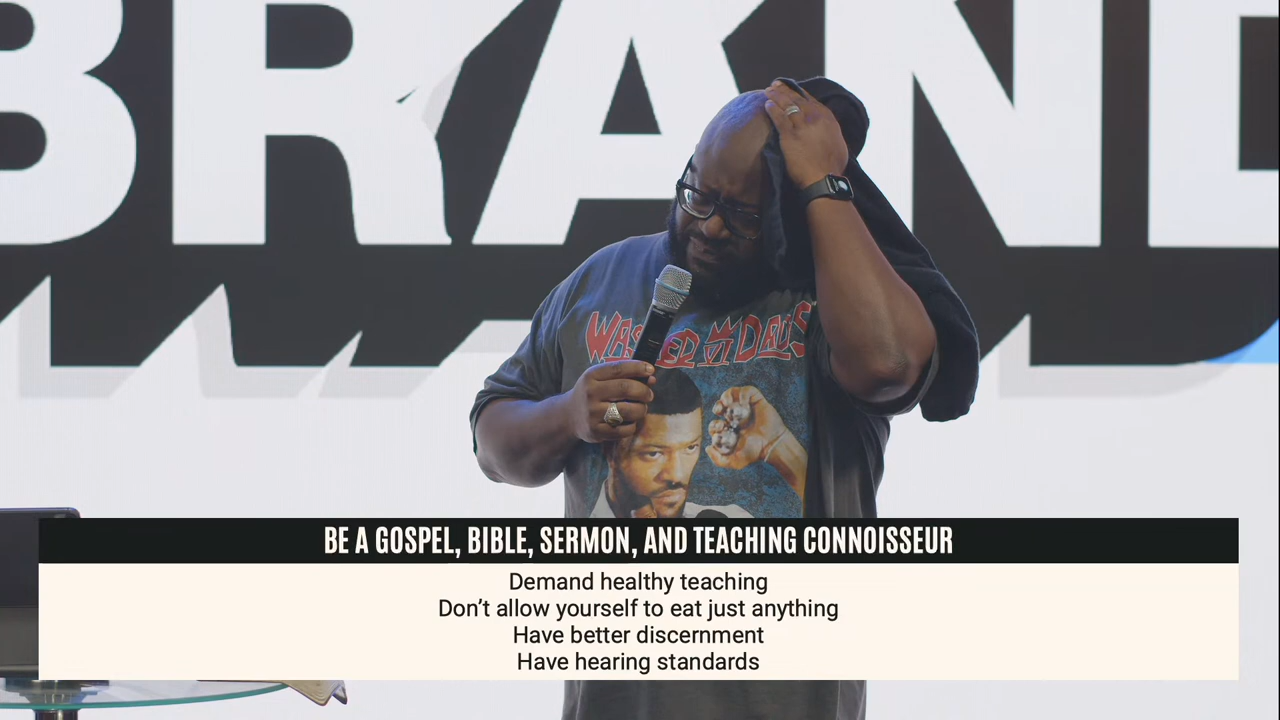 BRAND
BE A GOSPEL, BIBLE, SERMON, AND TEACHING CONNOISSEUR
Demand healthy teaching
Don’t allow yourself to eat just anything
Have better discernment
Have hearing standards